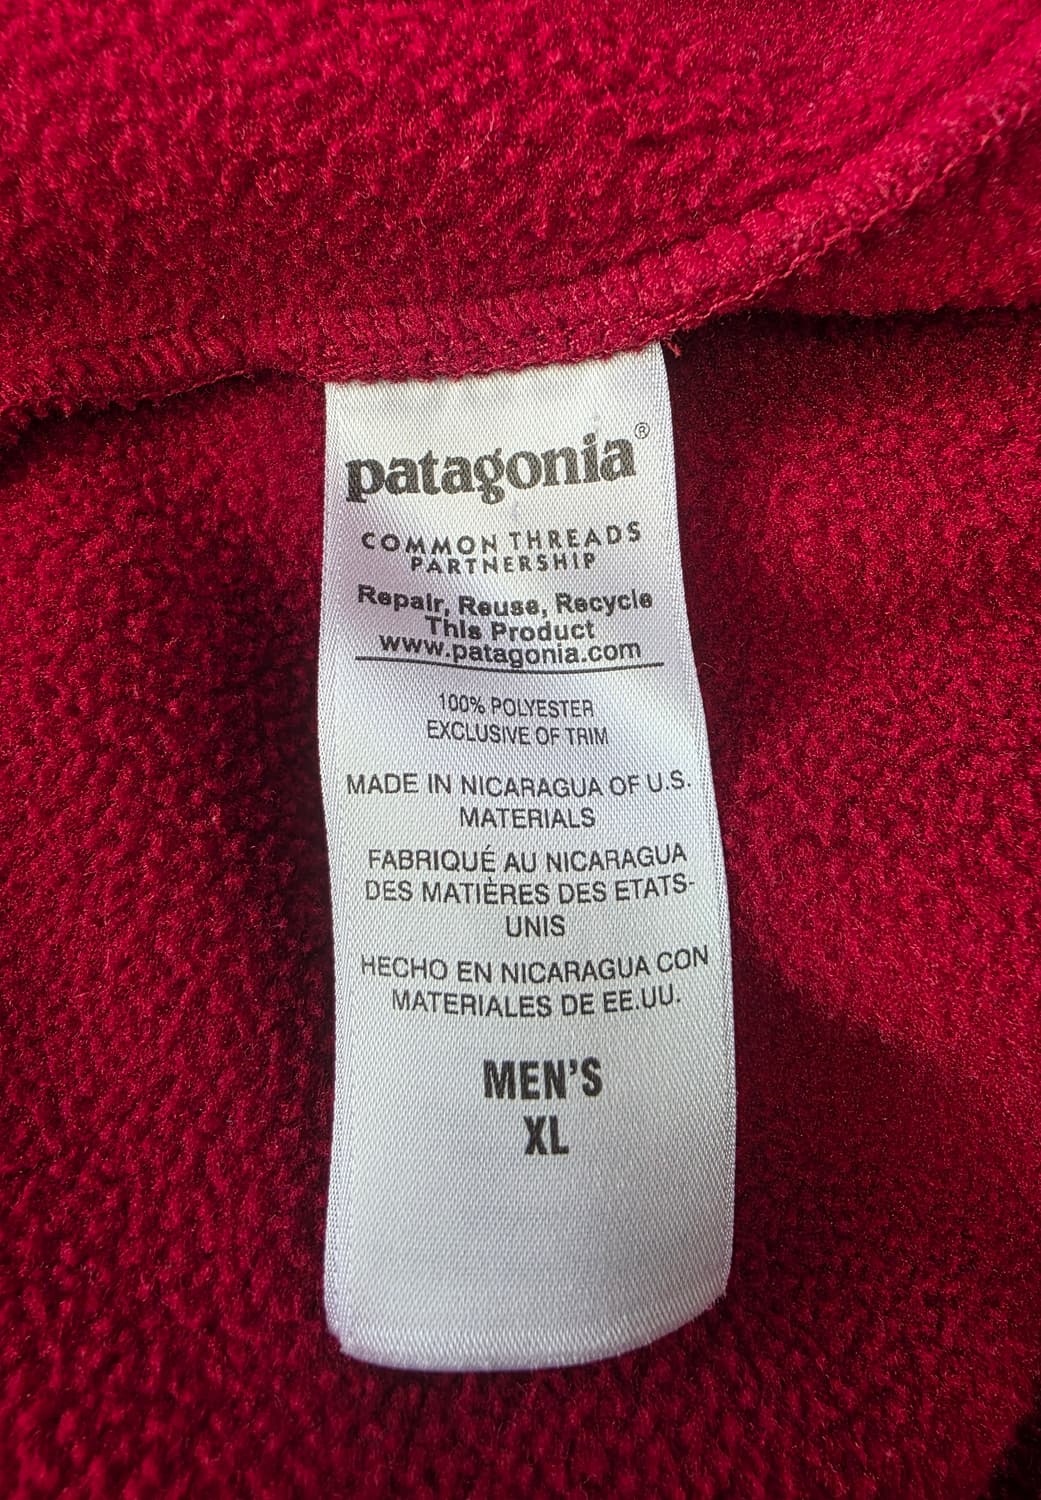 patagonia®
COMMON THREADS
PARTNERSHIP
Repair, Reuse, Recycle
This Product
www.patagonia.com
100% POLYESTER
EXCLUSIVE OF TRIM
MADE IN NICARAGUA OF U.S.
MATERIALS
FABRIQUÉ AU NICARAGUA
DES MATIÈRES DES ETATS-
UNIS
HECHO EN NICARAGUA CON
MATERIALES DE EE.UU.
MEN'S
XL